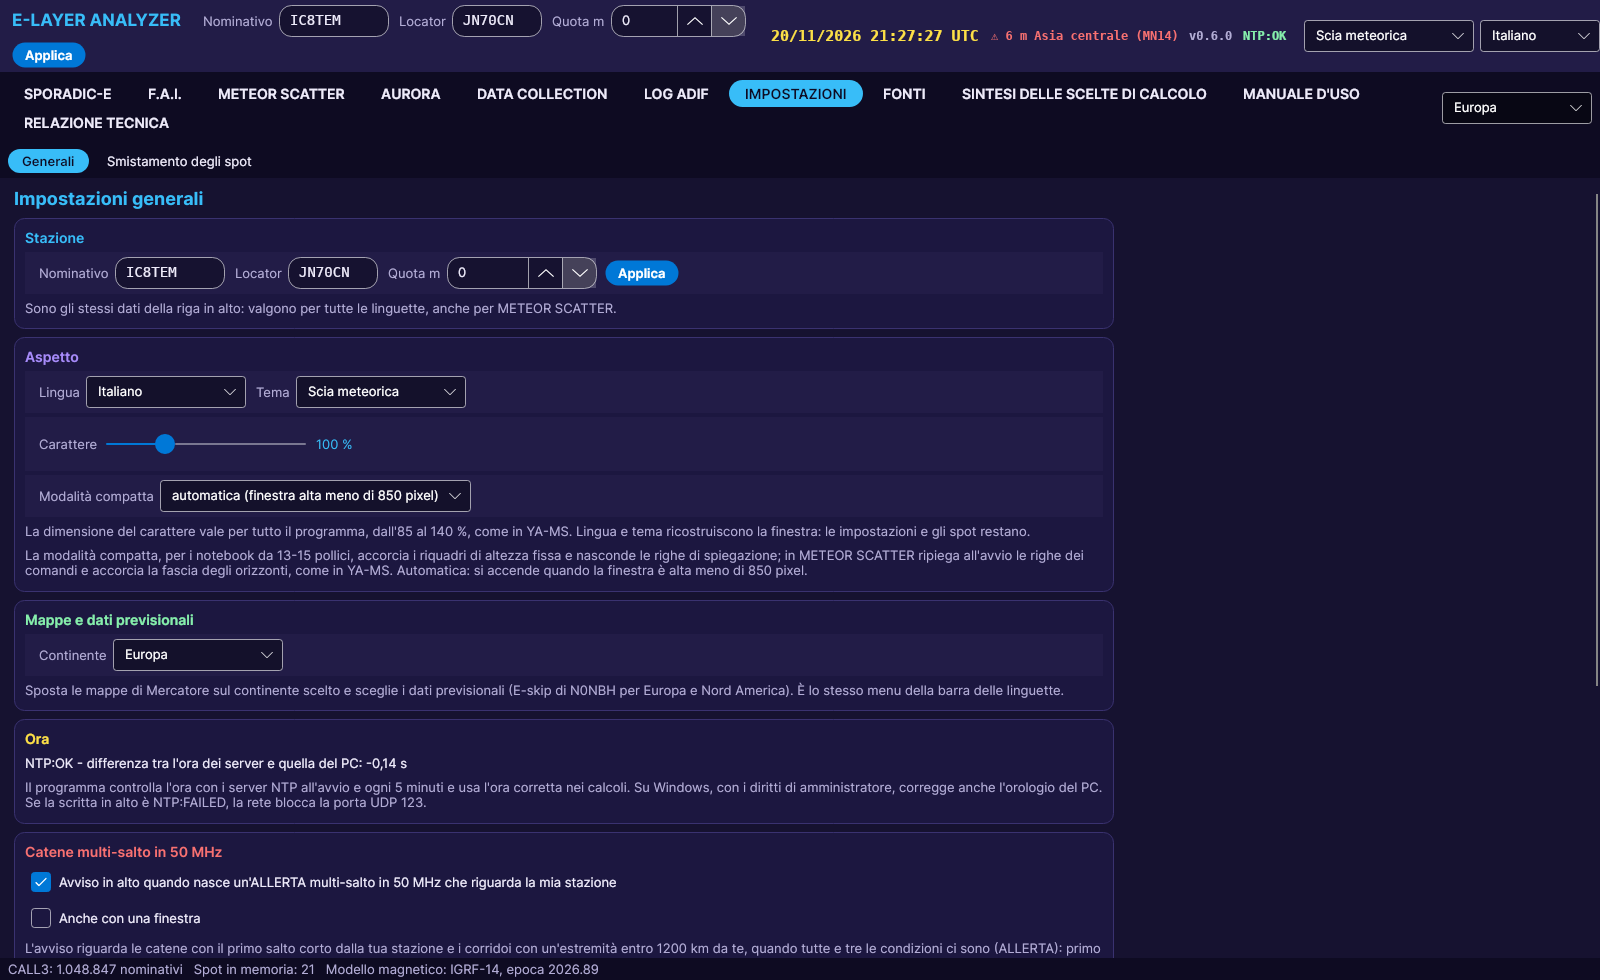 E-LAYER ANALYZER Nominativo IC8TEM Locator JN70CN Quota m 0
20/11/2026 21:27:27 UTC ⚠ 6 m Asia centrale (MN14) v0.6.0 NTP:OK Scia meteorica Italiano
Applica
SPORADIC-E F.A.I. METEOR SCATTER AURORA DATA COLLECTION LOG ADIF IMPOSTAZIONI FONTI SINTESI DELLE SCELTE DI CALCOLO MANUALE D'USO
Europa
RELAZIONE TECNICA
Generali Smistamento degli spot
Impostazioni generali
Stazione
Nominativo IC8TEM Locator JN70CN Quota m 0 Applica
Sono gli stessi dati della riga in alto: valgono per tutte le linguette, anche per METEOR SCATTER.
Aspetto
Lingua Italiano Tema Scia meteorica
Carattere 100 %
Modalità compatta automatica (finestra alta meno di 850 pixel)
La dimensione del carattere vale per tutto il programma, dall'85 al 140 %, come in YA-MS. Lingua e tema ricostruiscono la finestra: le impostazioni e gli spot restano.
La modalità compatta, per i notebook da 13-15 pollici, accorcia i riquadri di altezza fissa e nasconde le righe di spiegazione; in METEOR SCATTER ripiega all'avvio le righe dei
comandi e accorcia la fascia degli orizzonti, come in YA-MS. Automatica: si accende quando la finestra è alta meno di 850 pixel.
Mappe e dati previsionali
Continente Europa
Sposta le mappe di Mercatore sul continente scelto e sceglie i dati previsionali (E-skip di N0NBH per Europa e Nord America). È lo stesso menu della barra delle linguette.
Ora
NTP:OK - differenza tra l'ora dei server e quella del PC: -0,14 s
Il programma controlla l'ora con i server NTP all'avvio e ogni 5 minuti e usa l'ora corretta nei calcoli. Su Windows, con i diritti di amministratore, corregge anche l'orologio del PC.
Se la scritta in alto è NTP:FAILED, la rete blocca la porta UDP 123.
Catene multi-salto in 50 MHz
Avviso in alto quando nasce un'ALLERTA multi-salto in 50 MHz che riguarda la mia stazione
Anche con una finestra
L'avviso riguarda le catene con il primo salto corto dalla tua stazione e i corridoi con un'estremità entro 1200 km da te, quando tutte e tre le condizioni ci sono (ALLERTA): primo
CALL3: 1.048.847 nominativi Spot in memoria: 21 Modello magnetico: IGRF-14, epoca 2026.89